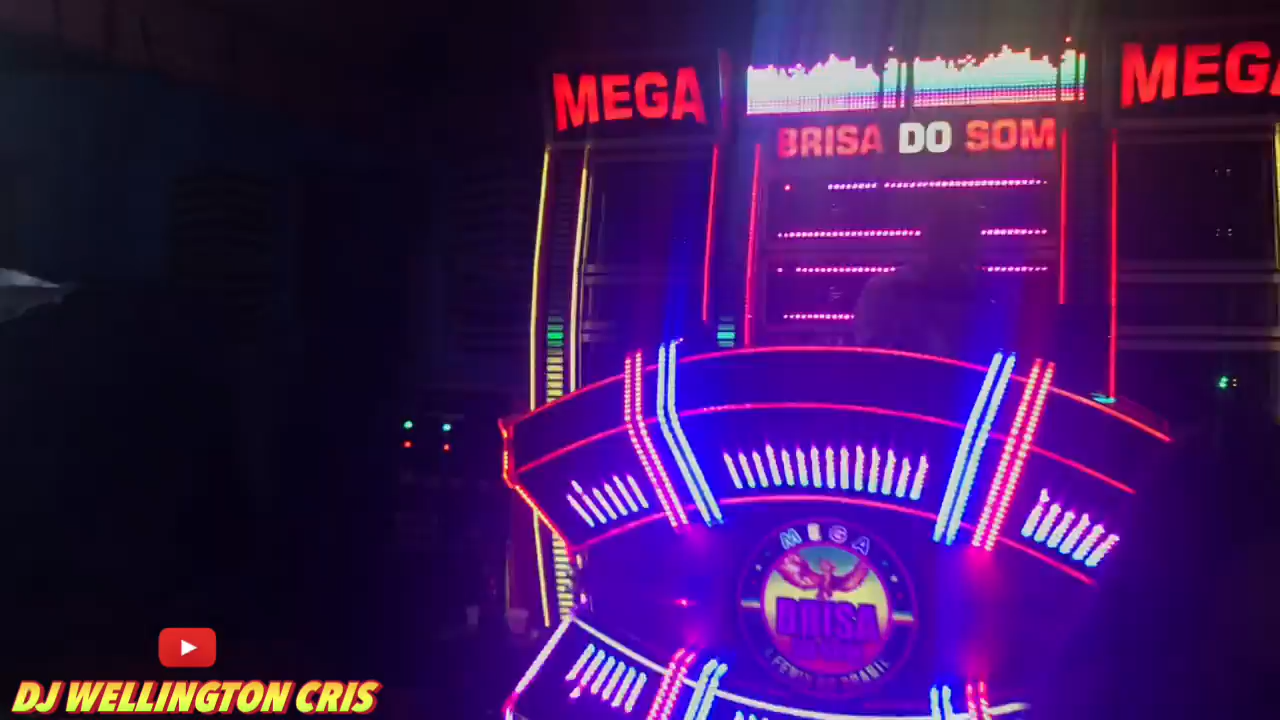 MEGA
MEGA
BRISA DO SOM
MEGA
BRISA
DJ WELLINGTON CRIS